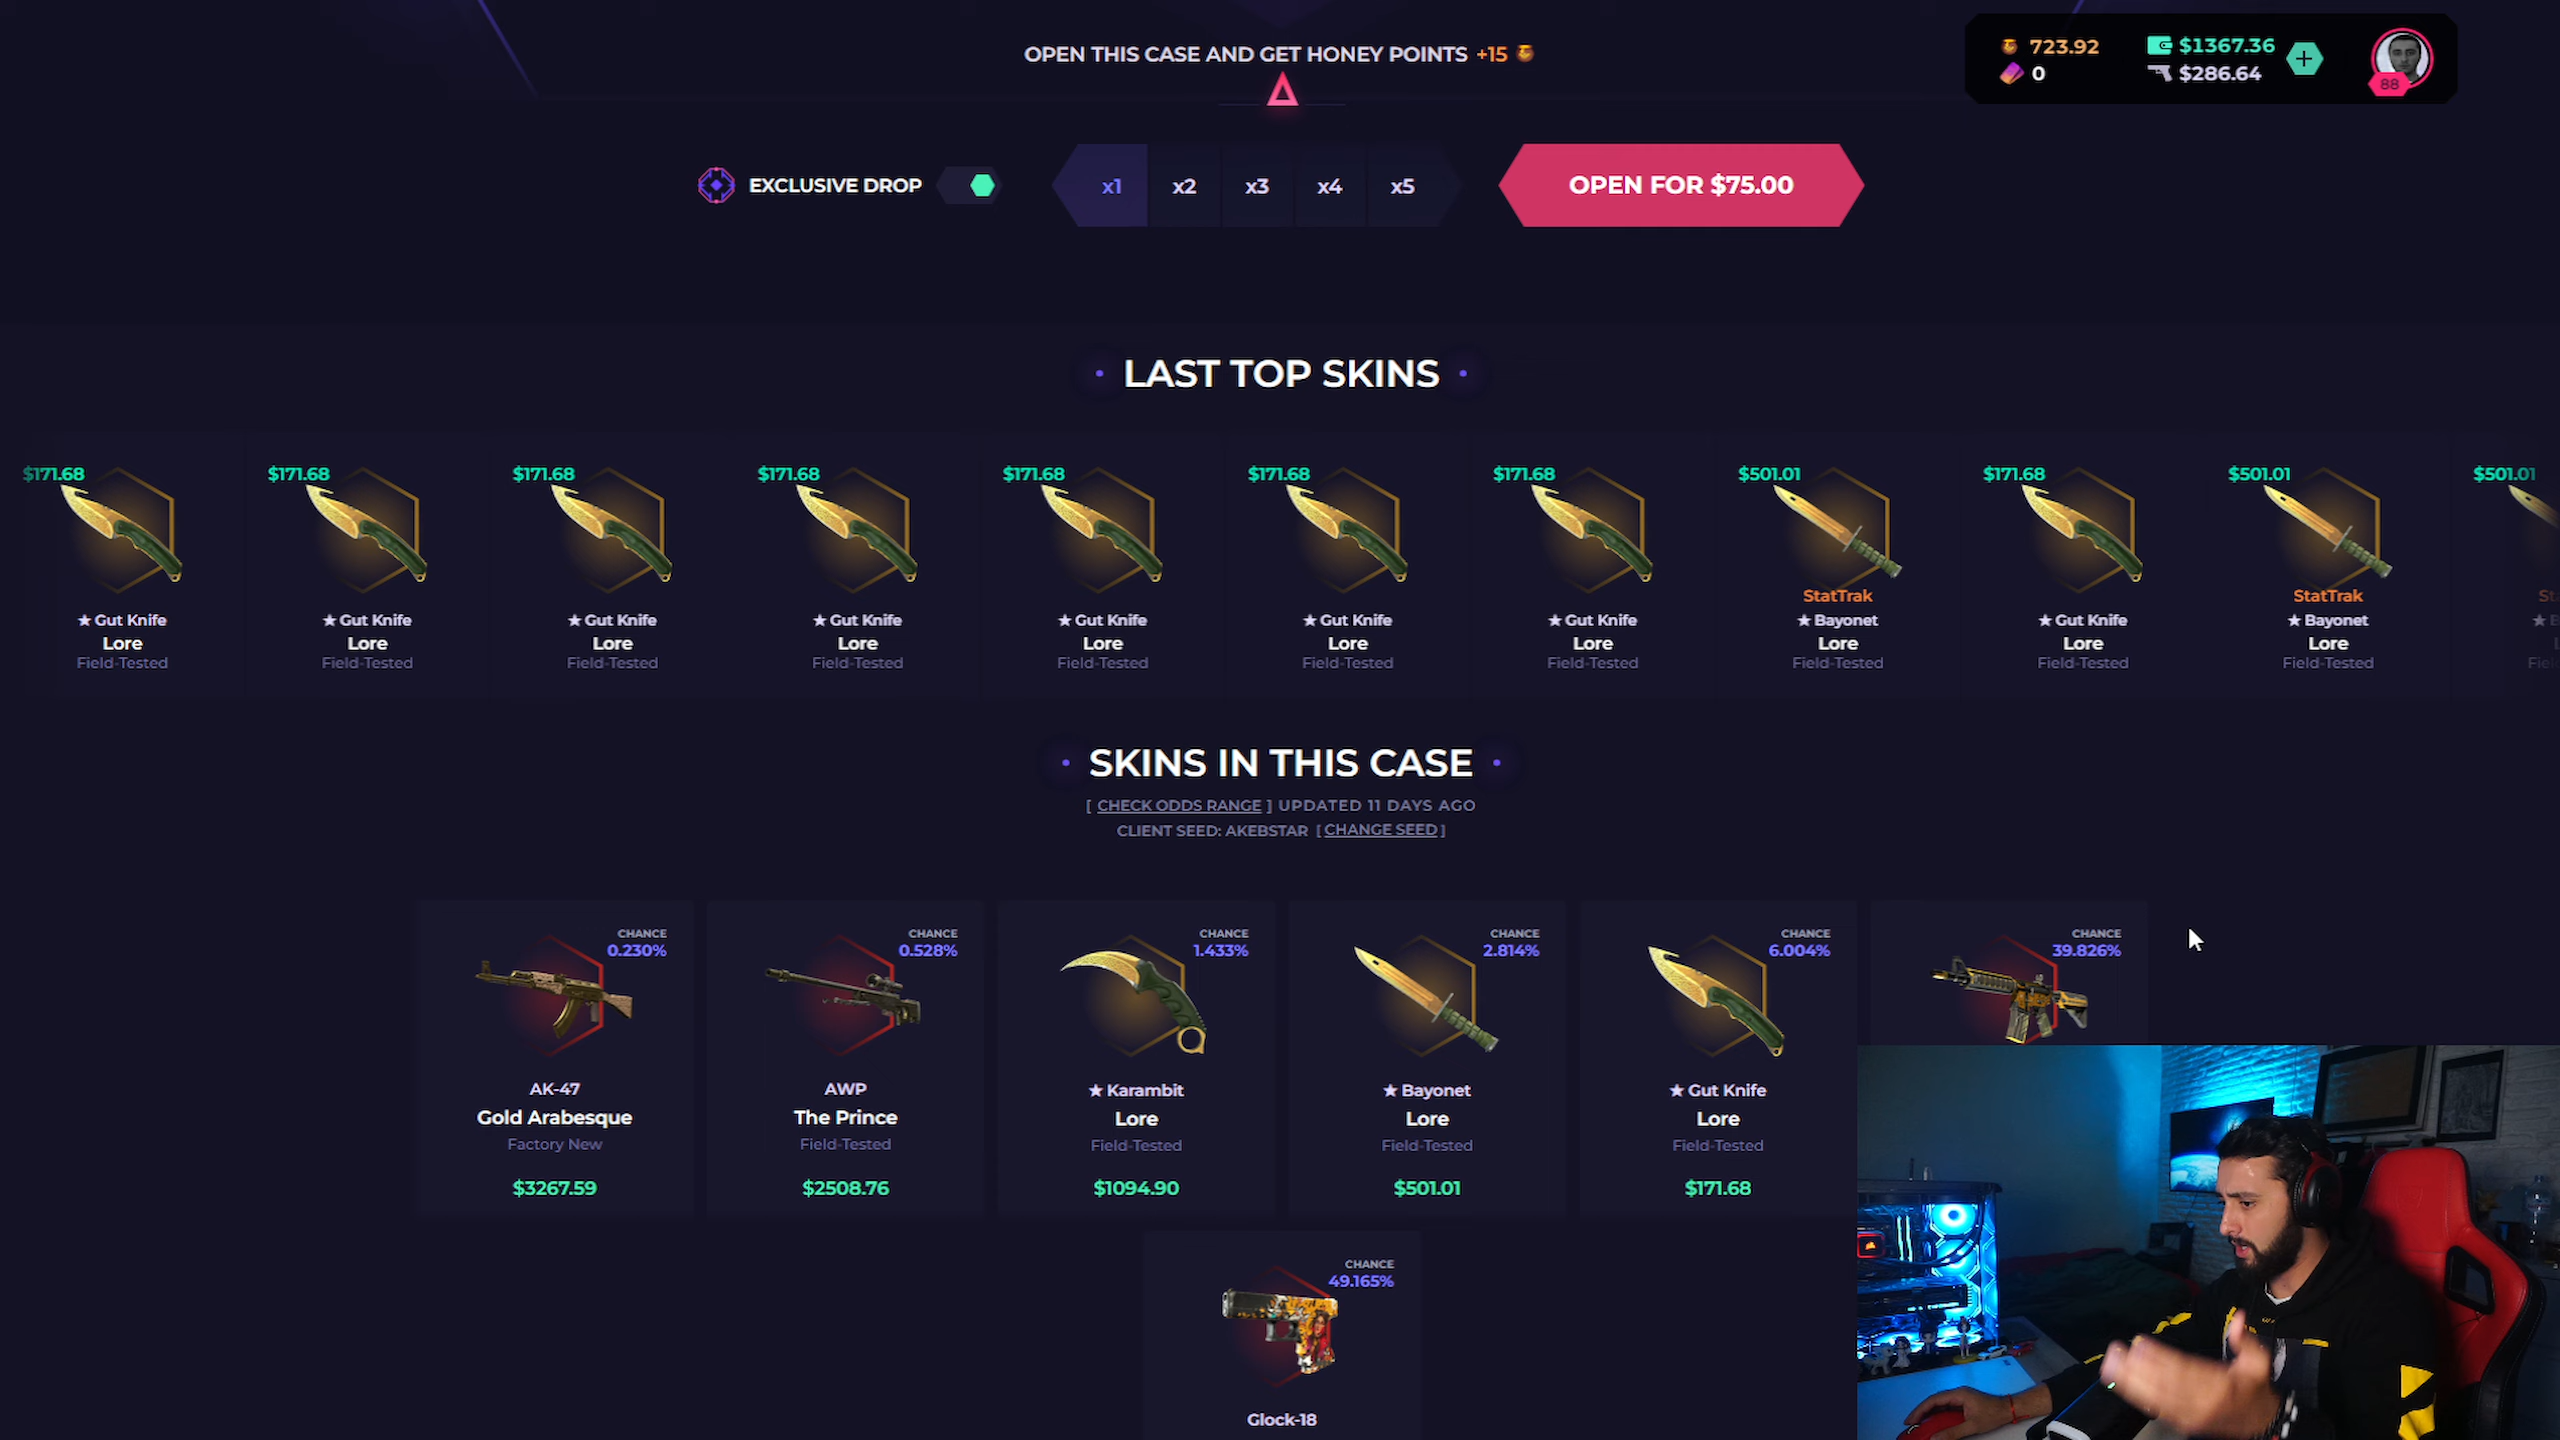 OPEN THIS CASE AND GET HONEY POINTS +15
723.92
$1367.36
0
$286.64
88
EXCLUSIVE DROP
x1 x2 x3 x4 x5
OPEN FOR $75.00
LAST TOP SKINS
$171.68 $171.68 $171.68 $171.68 $171.68 $171.68 $171.68 $501.01 $171.68 $501.01 $501.01
StatTrak StatTrak St
★ Gut Knife ★ Gut Knife ★ Gut Knife ★ Gut Knife ★ Gut Knife ★ Gut Knife ★ Gut Knife ★ Bayonet ★ Gut Knife ★ Bayonet
Lore Lore Lore Lore Lore Lore Lore Lore Lore Lore
Field-Tested Field-Tested Field-Tested Field-Tested Field-Tested Field-Tested Field-Tested Field-Tested Field-Tested Field-Tested
SKINS IN THIS CASE
[ CHECK ODDS RANGE ] UPDATED 11 DAYS AGO
CLIENT SEED: AKEBSTAR [ CHANGE SEED ]
CHANCE CHANCE CHANCE CHANCE CHANCE CHANCE
0.230% 0.528% 1.433% 2.814% 6.004% 39.826%
AK-47 AWP ★ Karambit ★ Bayonet ★ Gut Knife
Gold Arabesque The Prince Lore Lore Lore
Factory New Field-Tested Field-Tested Field-Tested Field-Tested
$3267.59 $2508.76 $1094.90 $501.01 $171.68
CHANCE
49.165%
Glock-18